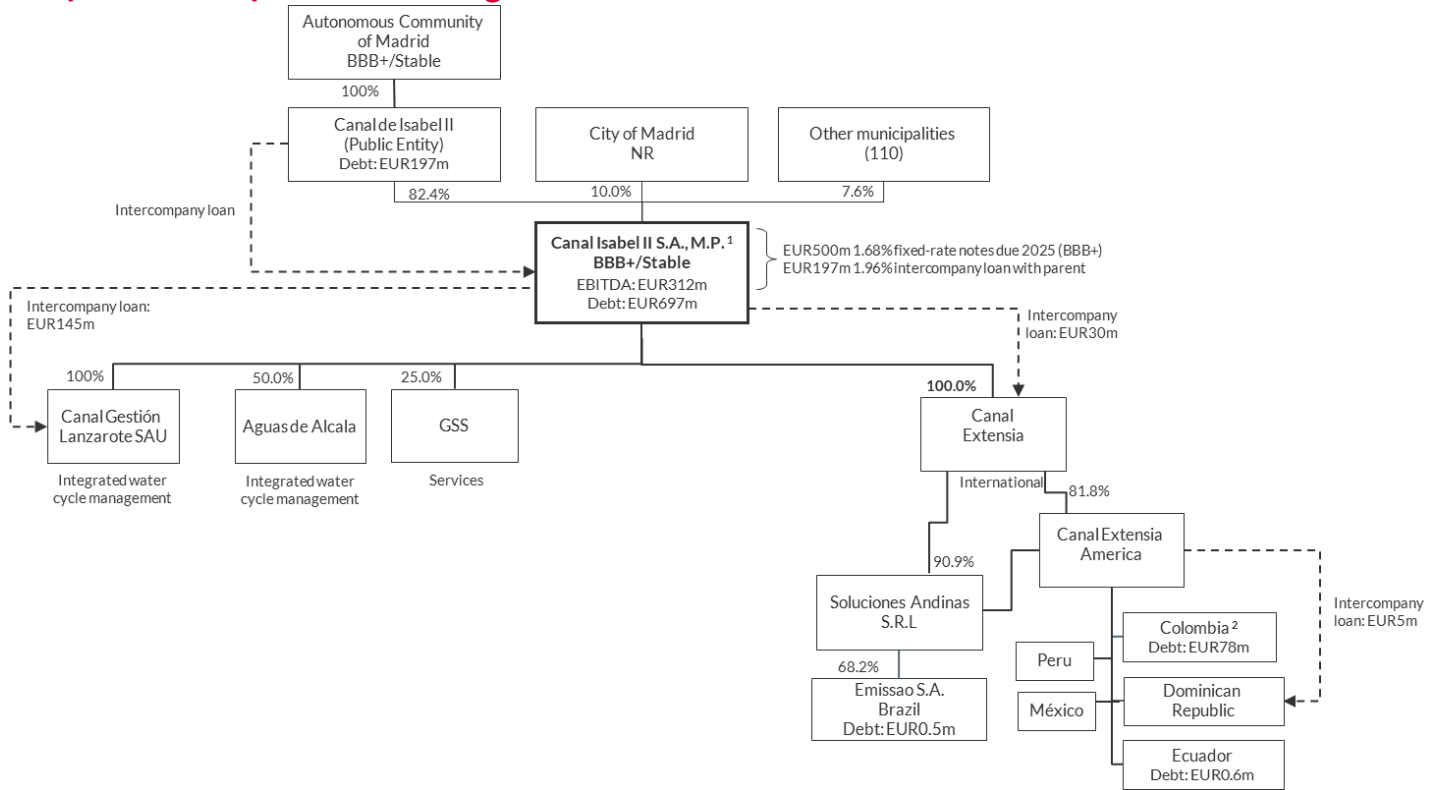 Autonomous Community
of Madrid
BBB+/Stable
100%
Canal de Isabel II
(Public Entity)
Debt: EUR197m
City of Madrid
NR
Other municipalities
(110)
82.4%
10.0%
7.6%
Intercompany loan
Canal Isabel II S.A., M.P. 1
BBB+/Stable
EBITDA: EUR312m
Debt: EUR697m
EUR500m 1.68% fixed-rate notes due 2025 (BBB+)
EUR197m 1.96% intercompany loan with parent
Intercompany loan:
EUR145m
Intercompany
loan: EUR30m
100%
50.0%
25.0%
100.0%
Canal Gestión
Lanzarote SAU
Aguas de Alcala
GSS
Canal
Extensia
Integrated water
cycle management
Integrated water
cycle management
Services
International
81.8%
Canal Extensia
America
90.9%
Soluciones Andinas
S.R.L
Intercompany
loan: EUR5m
Colombia 2
Debt: EUR78m
Peru
68.2%
Emissao S.A.
Brazil
Debt: EUR0.5m
México
Dominican
Republic
Ecuador
Debt: EUR0.6m